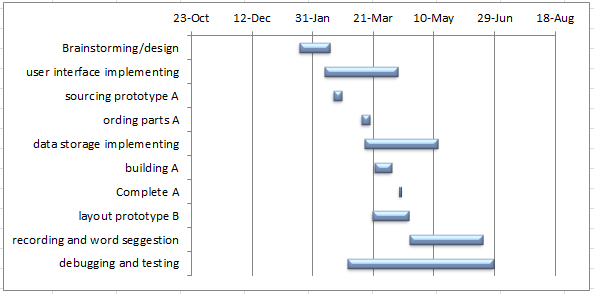 23-Oct 12-Dec 31-Jan 21-Mar 10-May 29-Jun 18-Aug
Brainstorming/design
user interface implementing
sourcing prototype A
ording parts A
data storage implementing
building A
Complete A
layout prototype B
recording and word seggestion
debugging and testing